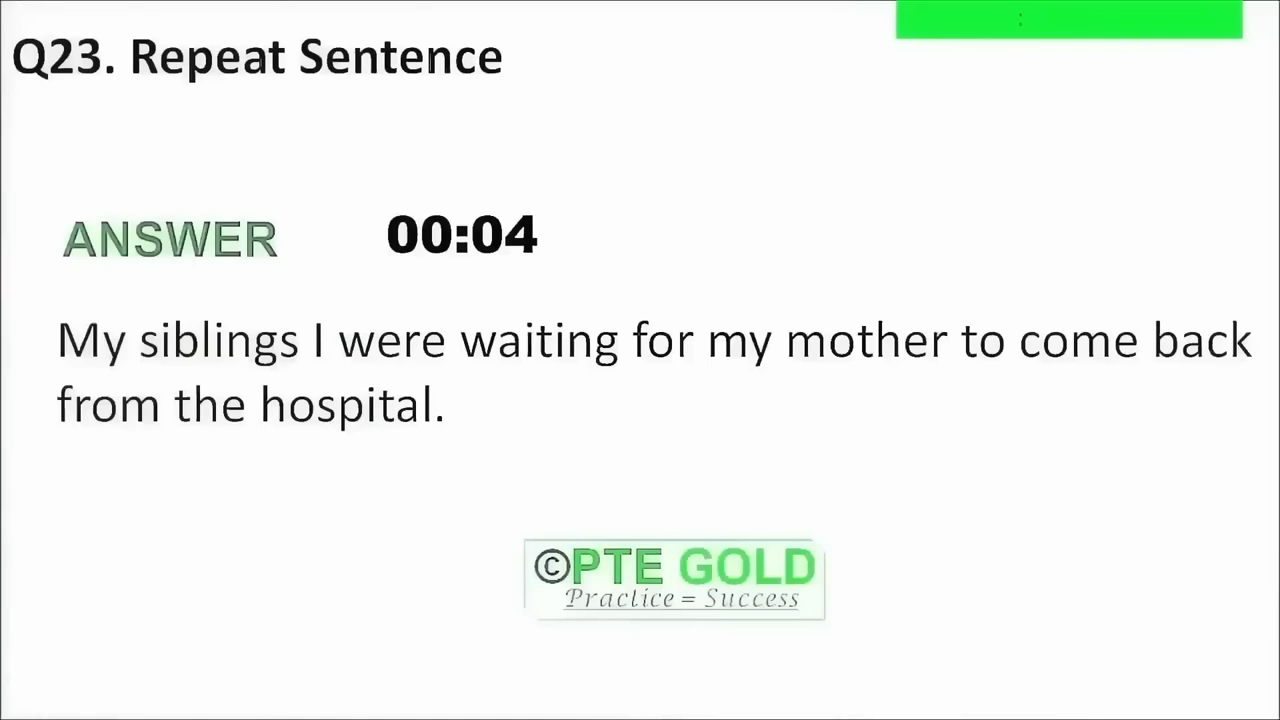 Q23. Repeat Sentence
ANSWER 00:04
My siblings I were waiting for my mother to come back
from the hospital.
©PTE GOLD
Practice = Success